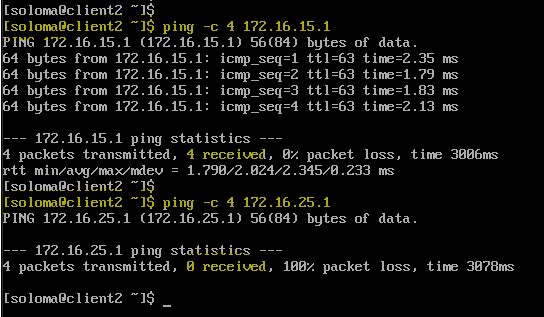 [soloma@client2 ~]$
[soloma@client2 ~]$ ping -c 4 172.16.15.1
PING 172.16.15.1 (172.16.15.1) 56(84) bytes of data.
64 bytes from 172.16.15.1: icmp_seq=1 ttl=63 time=2.35 ms
64 bytes from 172.16.15.1: icmp_seq=2 ttl=63 time=1.79 ms
64 bytes from 172.16.15.1: icmp_seq=3 ttl=63 time=1.83 ms
64 bytes from 172.16.15.1: icmp_seq=4 ttl=63 time=2.13 ms
--- 172.16.15.1 ping statistics ---
4 packets transmitted, 4 received, 0% packet loss, time 3006ms
rtt min/avg/max/mdev = 1.790/2.024/2.345/0.233 ms
[soloma@client2 ~]$
[soloma@client2 ~]$ ping -c 4 172.16.25.1
PING 172.16.25.1 (172.16.25.1) 56(84) bytes of data.
--- 172.16.25.1 ping statistics ---
4 packets transmitted, 0 received, 100% packet loss, time 3078ms
[soloma@client2 ~]$ _